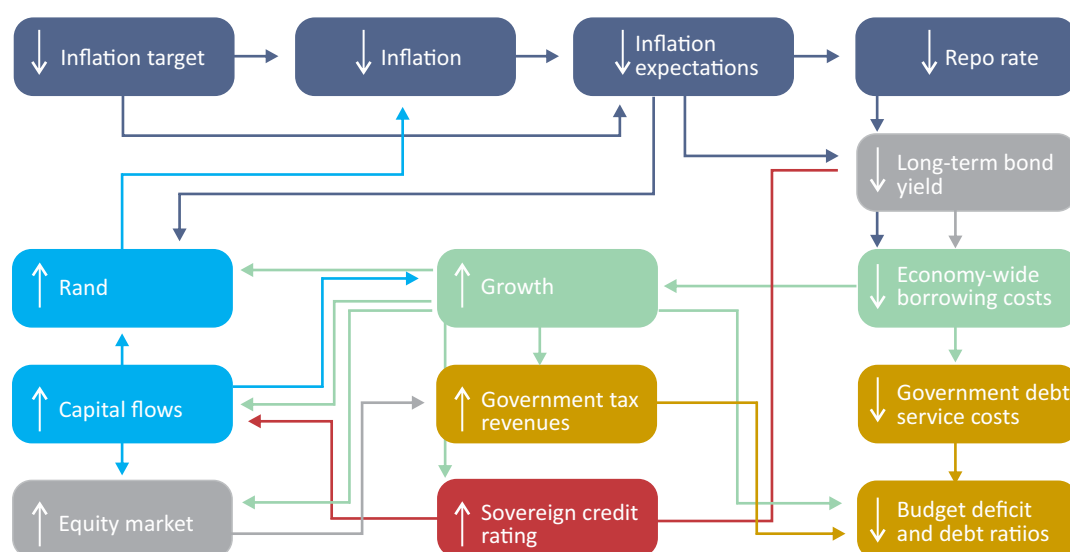 Inflation target
Inflation
Inflation
expectations
Repo rate
Long-term bond
yield
Rand
Growth
Economy-wide
borrowing costs
Capital flows
Government tax
revenues
Government debt
service costs
Equity market
Sovereign credit
rating
Budget deficit
and debt ratiios